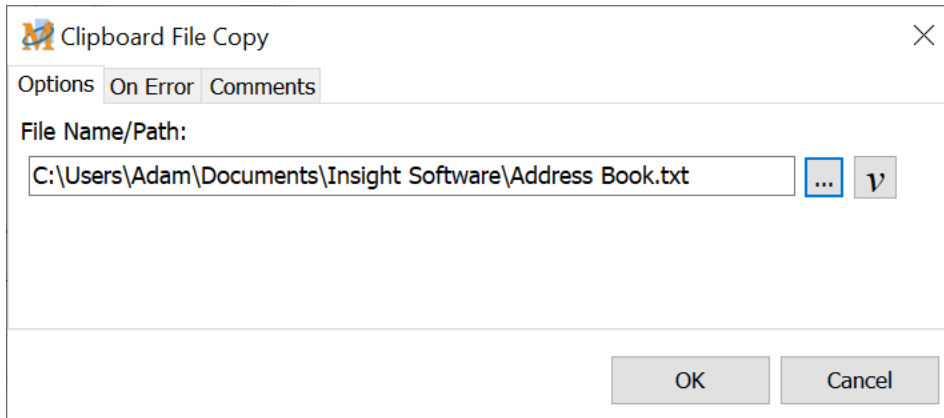 Clipboard File Copy
Options On Error Comments
File Name/Path:
C:\Users\Adam\Documents\Insight Software\Address Book.txt ... v
OK Cancel